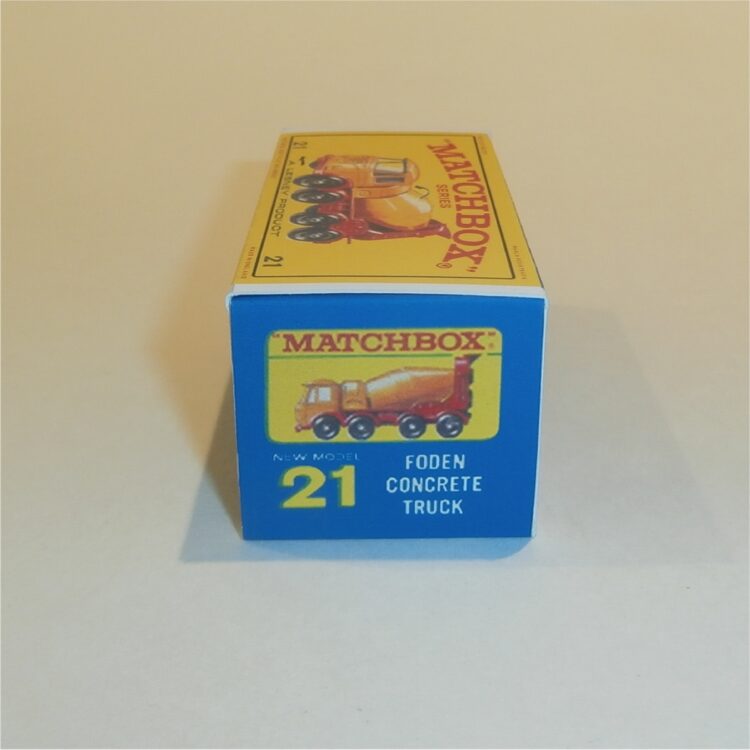 "MATCHBOX"®
SERIES
21 A LESNEY PRODUCT 21
"MATCHBOX"®
NEW MODEL
21
FODEN
CONCRETE
TRUCK